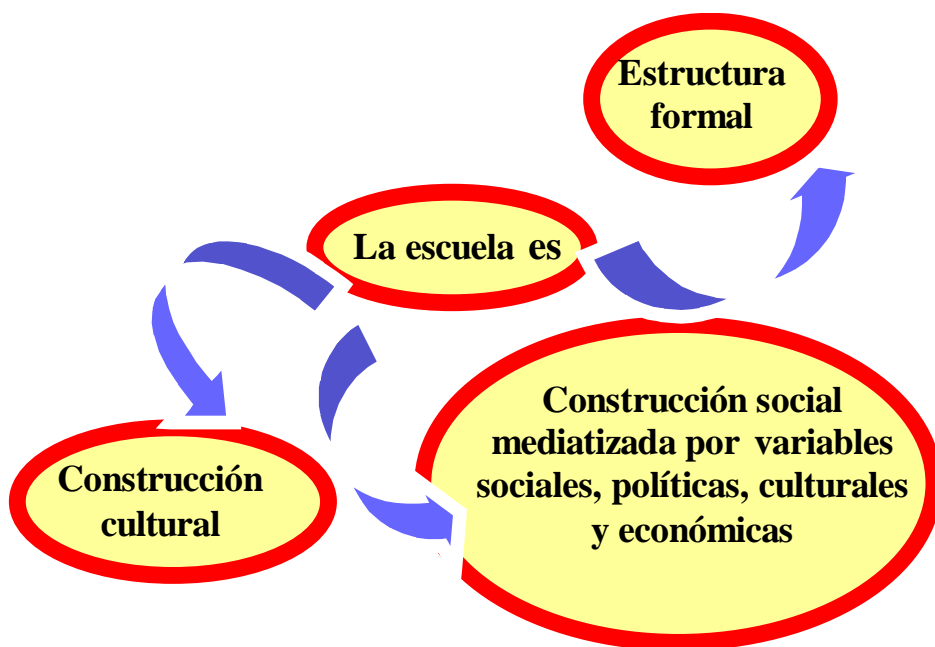 Estructura
formal
La escuela es
Construcción social
mediatizada por variables
sociales, políticas, culturales
y económicas
Construcción
cultural